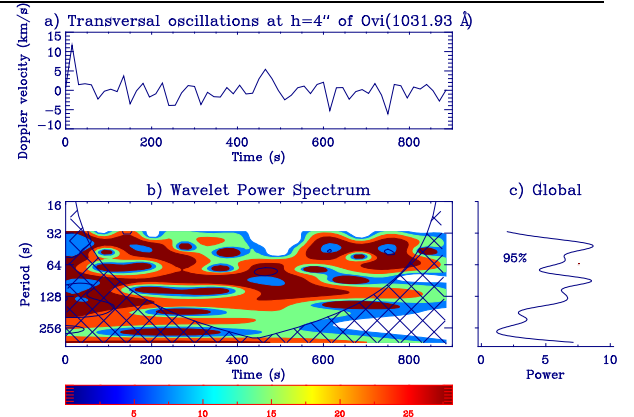 a) Transversal oscillations at h=4" of Ovi(1031.93 Å)
Doppler velocity (km/s)
15
10
5
0
-5
-10
0 200 400 600 800
Time (s)
b) Wavelet Power Spectrum
c) Global
Period (s)
16
32
64
128
256
95%
0 200 400 600 800
Time (s)
0 5 10
Power
5 10 15 20 25